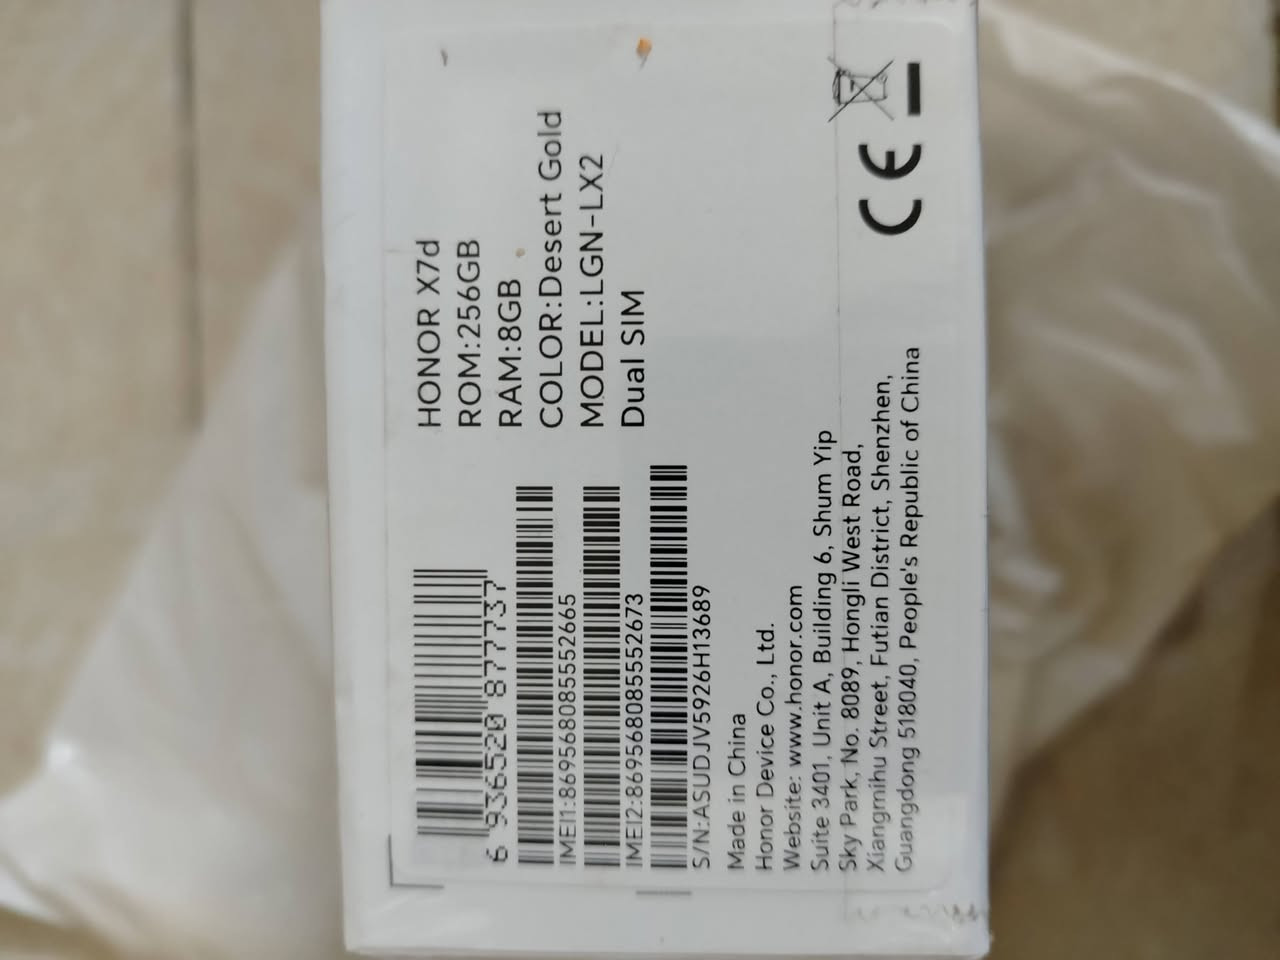 HONOR X7d
ROM:256GB
RAM:8GB
COLOR:Desert Gold
MODEL:LGN-LX2
Dual SIM
6 936520 877737
IMEI1:869568085552665
IMEI2:869568085552673
S/N:ASUDJV5926H13689
Made in China
Honor Device Co., Ltd.
Website: www.honor.com
Suite 3401, Unit A, Building 6, Shum Yip
Sky Park, No. 8089, Hongli West Road,
Xiangmihu Street, Futian District, Shenzhen,
Guangdong 518040, People's Republic of China
CE